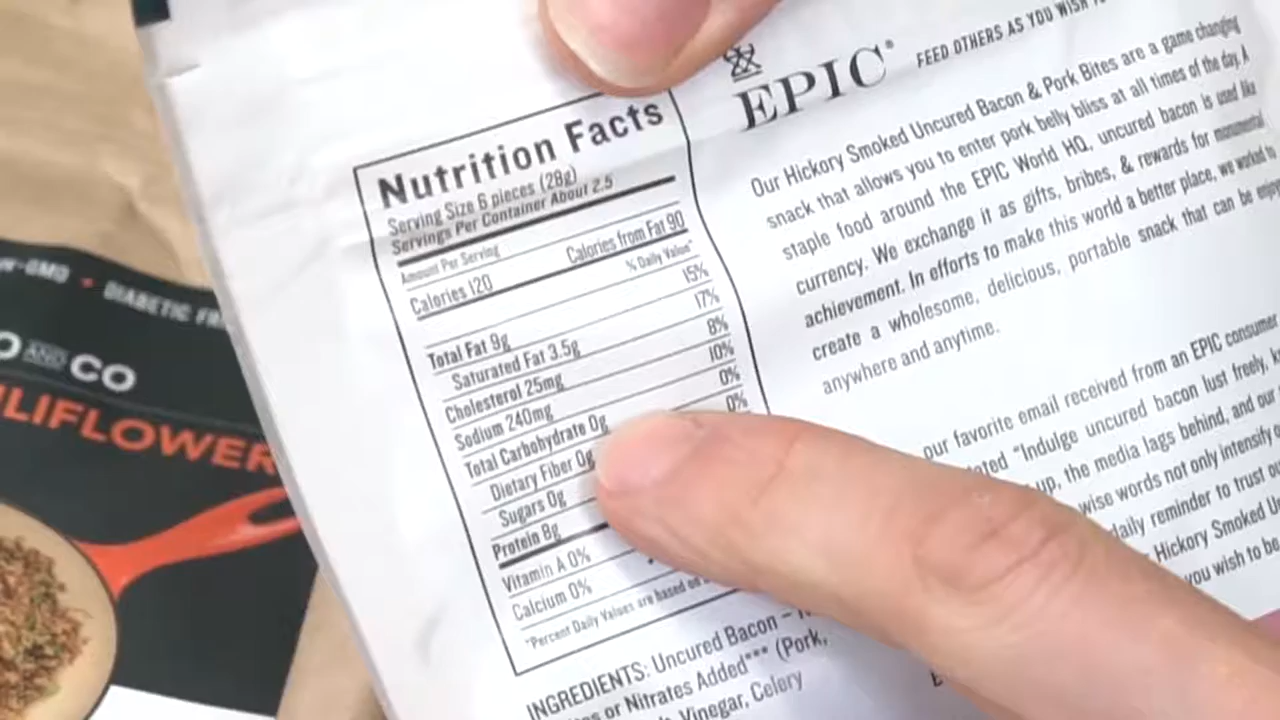 EPIC®
FEED OTHERS AS YOU WISH
Nutrition Facts
Serving Size 6 pieces (28g)
Servings Per Container About 2.5
Amount Per Serving
Calories 120 Calories from Fat 90
% Daily Value*
Total Fat 9g 15%
Saturated Fat 3.5g 17%
Cholesterol 25mg 8%
Sodium 240mg 10%
Total Carbohydrate 0g 0%
Dietary Fiber 0g 0%
Sugars 0g
Protein 8g
Vitamin A 0% •
Calcium 0%
*Percent Daily Values are based on
INGREDIENTS: Uncured Bacon –
or Nitrates Added*** (Pork,
Vinegar, Celery
Our Hickory Smoked Uncured Bacon & Pork Bites are a game changing
snack that allows you to enter pork belly bliss at all times of the day. A
staple food around the EPIC World HQ, uncured bacon is used like
currency. We exchange it as gifts, bribes, & rewards for monumental
achievement. In efforts to make this world a better place, we worked to
create a wholesome, delicious, portable snack that can be enjoye
anywhere and anytime.
our favorite email received from an EPIC consumer
tated "Indulge uncured bacon lust freely,
up, the media lags behind, and our
wise words not only intensify
daily reminder to trust
Hickory Smoked U
you wish to be
-GMO • DIABETIC FR
O AND CO
LIFLOWER